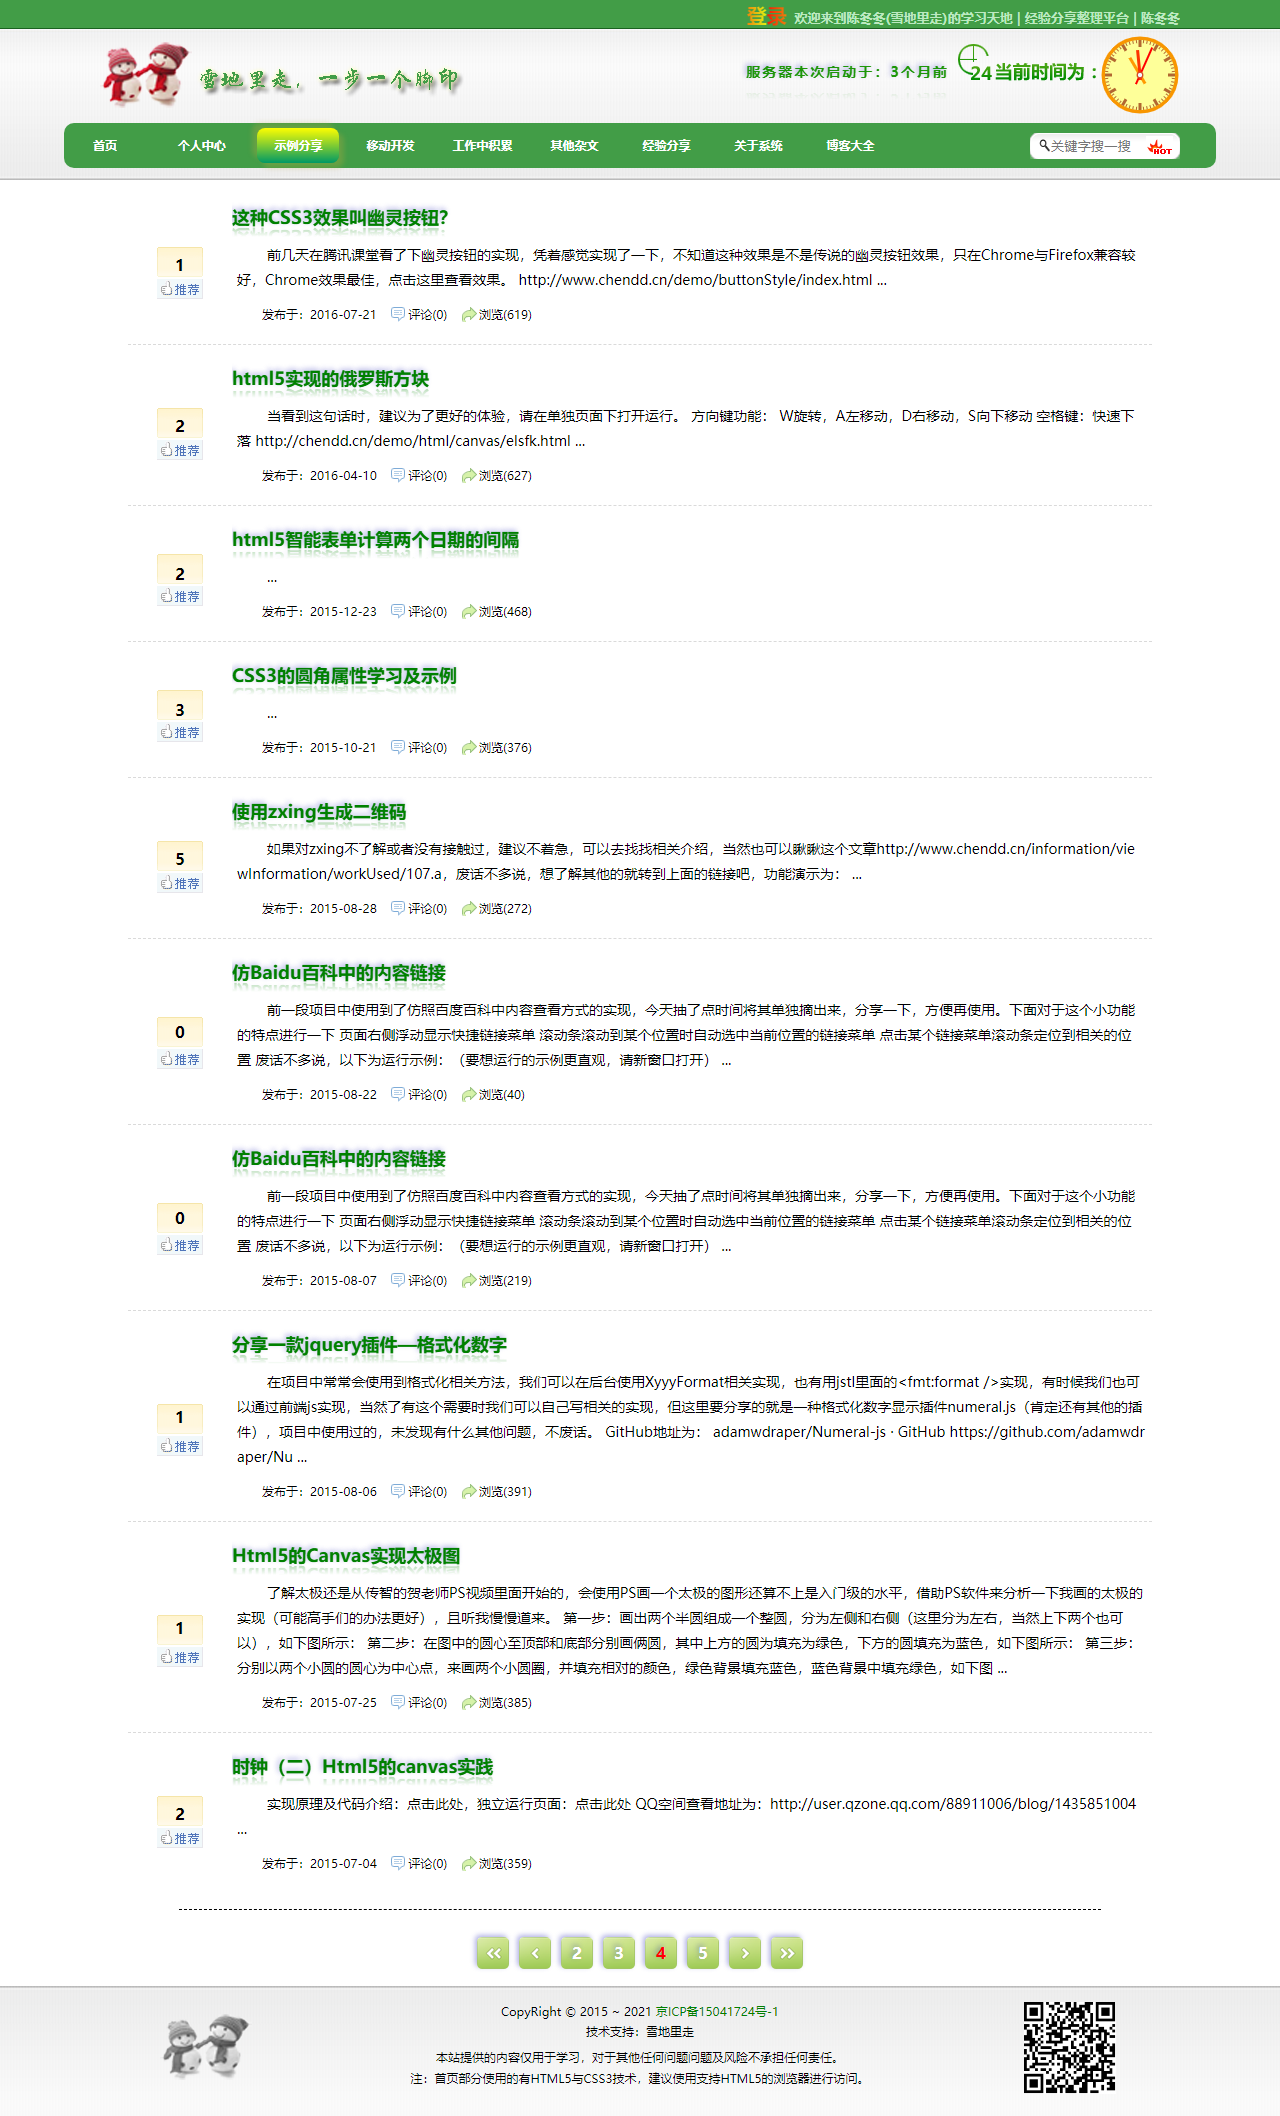 登录 欢迎来到陈冬冬(雪地里走)的学习天地 | 经验分享整理平台 | 陈冬冬
雪地里走，一步一个脚印
服务器本次启动于：3个月前 24 当前时间为：
首页 个人中心 示例分享 移动开发 工作中积累 其他杂文 经验分享 关于系统 博客大全 关键字搜一搜 HOT
这种CSS3效果叫幽灵按钮?
1
推荐
前几天在腾讯课堂看了下幽灵按钮的实现，凭着感觉实现了一下，不知道这种效果是不是传说的幽灵按钮效果，只在Chrome与Firefox兼容较
好，Chrome效果最佳，点击这里查看效果。 http://www.chendd.cn/demo/buttonStyle/index.html ...
发布于：2016-07-21 评论(0) 浏览(619)
html5实现的俄罗斯方块
2
推荐
当看到这句话时，建议为了更好的体验，请在单独页面下打开运行。 方向键功能： W旋转，A左移动，D右移动，S向下移动 空格键：快速下
落 http://chendd.cn/demo/html/canvas/elsfk.html ...
发布于：2016-04-10 评论(0) 浏览(627)
html5智能表单计算两个日期的间隔
2
推荐
...
发布于：2015-12-23 评论(0) 浏览(468)
CSS3的圆角属性学习及示例
3
推荐
...
发布于：2015-10-21 评论(0) 浏览(376)
使用zxing生成二维码
5
推荐
如果对zxing不了解或者没有接触过，建议不着急，可以去找找相关介绍，当然也可以瞅瞅这个文章http://www.chendd.cn/information/vie
wInformation/workUsed/107.a，废话不多说，想了解其他的就转到上面的链接吧，功能演示为： ...
发布于：2015-08-28 评论(0) 浏览(272)
仿Baidu百科中的内容链接
0
推荐
前一段项目中使用到了仿照百度百科中内容查看方式的实现，今天抽了点时间将其单独摘出来，分享一下，方便再使用。下面对于这个小功能
的特点进行一下 页面右侧浮动显示快捷链接菜单 滚动条滚动到某个位置时自动选中当前位置的链接菜单 点击某个链接菜单滚动条定位到相关的位
置 废话不多说，以下为运行示例：（要想运行的示例更直观，请新窗口打开） ...
发布于：2015-08-22 评论(0) 浏览(40)
仿Baidu百科中的内容链接
0
推荐
前一段项目中使用到了仿照百度百科中内容查看方式的实现，今天抽了点时间将其单独摘出来，分享一下，方便再使用。下面对于这个小功能
的特点进行一下 页面右侧浮动显示快捷链接菜单 滚动条滚动到某个位置时自动选中当前位置的链接菜单 点击某个链接菜单滚动条定位到相关的位
置 废话不多说，以下为运行示例：（要想运行的示例更直观，请新窗口打开） ...
发布于：2015-08-07 评论(0) 浏览(219)
分享一款jquery插件—格式化数字
1
推荐
在项目中常常会使用到格式化相关方法，我们可以在后台使用XyyyFormat相关实现，也有用jstl里面的<fmt:format />实现，有时候我们也可
以通过前端js实现，当然了有这个需要时我们可以自己写相关的实现，但这里要分享的就是一种格式化数字显示插件numeral.js（肯定还有其他的插
件），项目中使用过的，未发现有什么其他问题，不废话。 GitHub地址为： adamwdraper/Numeral-js · GitHub https://github.com/adamwdr
aper/Nu ...
发布于：2015-08-06 评论(0) 浏览(391)
Html5的Canvas实现太极图
1
推荐
了解太极还是从传智的贺老师PS视频里面开始的，会使用PS画一个太极的图形还算不上是入门级的水平，借助PS软件来分析一下我画的太极的
实现（可能高手们的办法更好），且听我慢慢道来。 第一步：画出两个半圆组成一个整圆，分为左侧和右侧（这里分为左右，当然上下两个也可
以），如下图所示： 第二步：在图中的圆心至顶部和底部分别画俩圆，其中上方的圆为填充为绿色，下方的圆填充为蓝色，如下图所示： 第三步：
分别以两个小圆的圆心为中心点，来画两个小圆圈，并填充相对的颜色，绿色背景填充蓝色，蓝色背景中填充绿色，如下图 ...
发布于：2015-07-25 评论(0) 浏览(385)
时钟（二）Html5的canvas实践
2
推荐
实现原理及代码介绍：点击此处，独立运行页面：点击此处 QQ空间查看地址为：http://user.qzone.qq.com/88911006/blog/1435851004
...
发布于：2015-07-04 评论(0) 浏览(359)
« ‹ 2 3 4 5 › »
CopyRight © 2015 ~ 2021 京ICP备15041724号-1
技术支持：雪地里走
本站提供的内容仅用于学习，对于其他任何问题问题及风险不承担任何责任。
注：首页部分使用的有HTML5与CSS3技术，建议使用支持HTML5的浏览器进行访问。